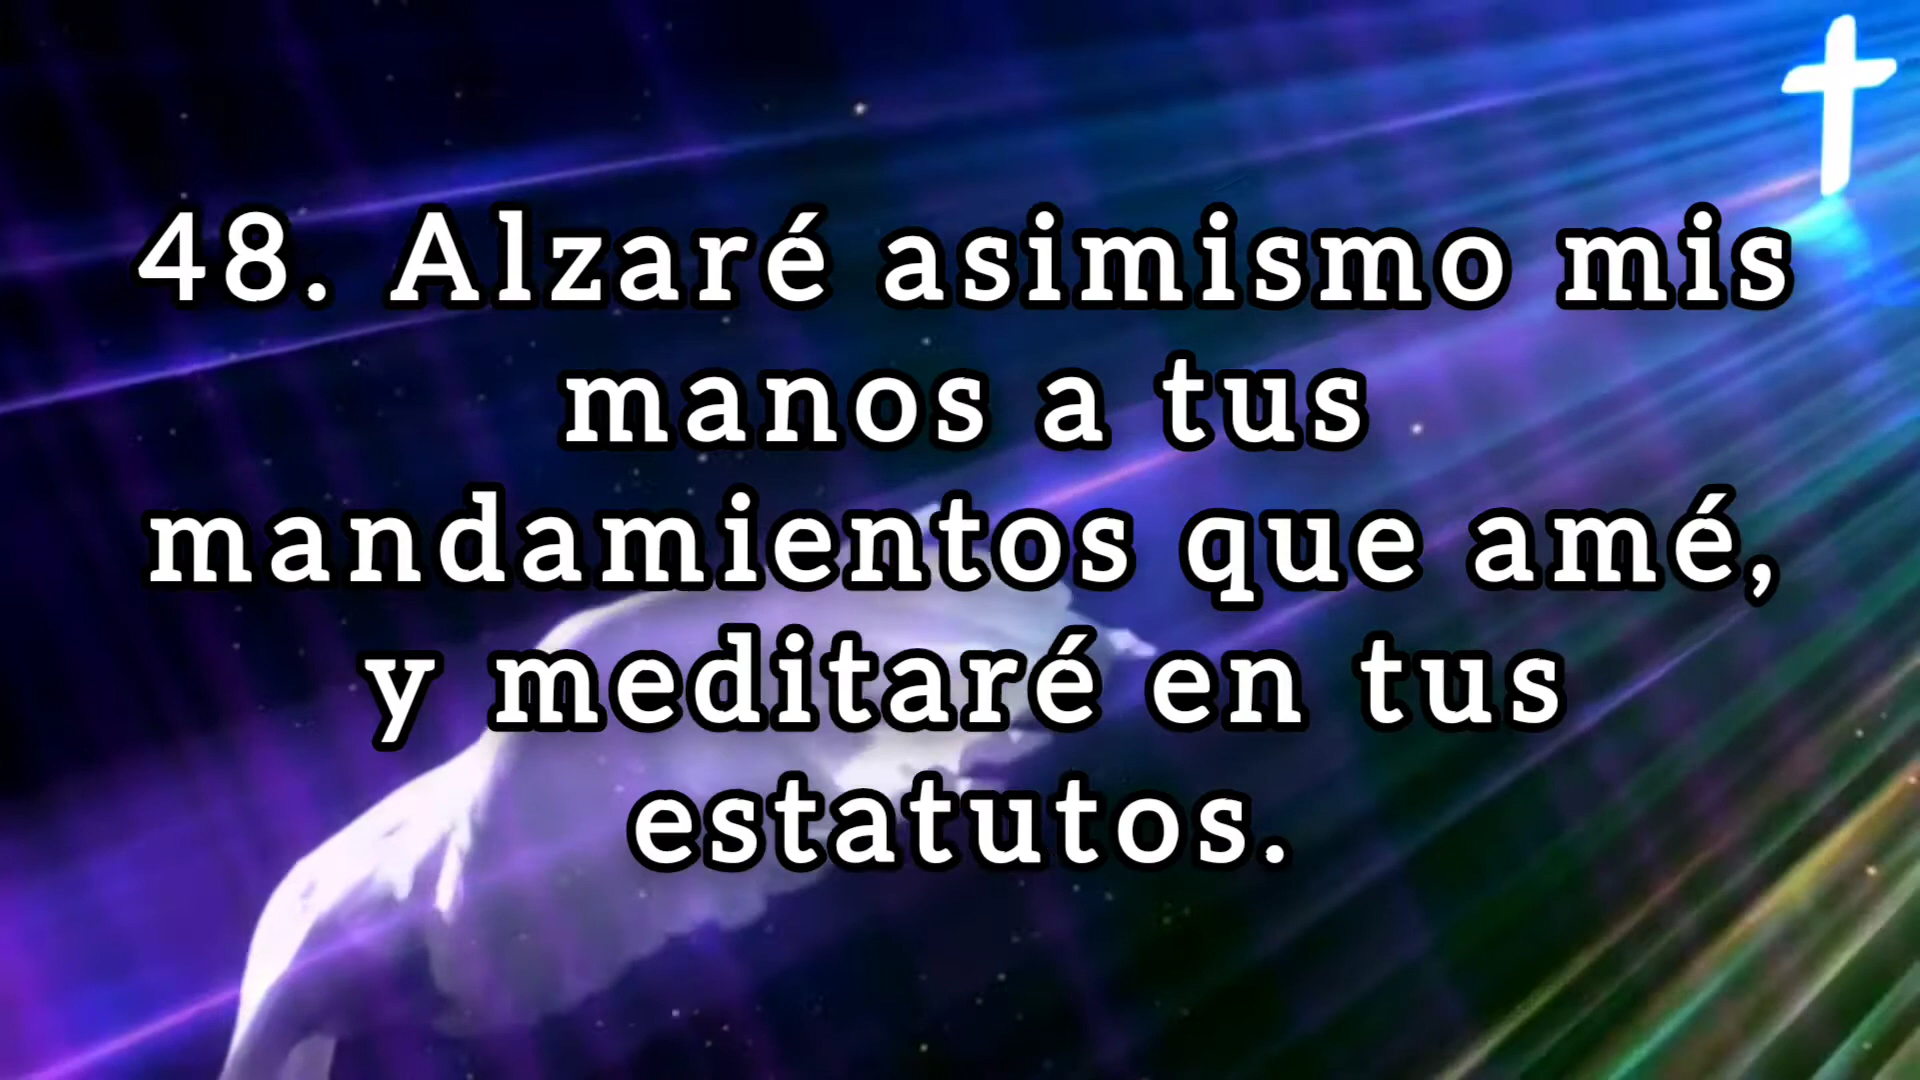 48. Alzaré asimismo mis
manos a tus
mandamientos que amé,
y meditaré en tus
estatutos.